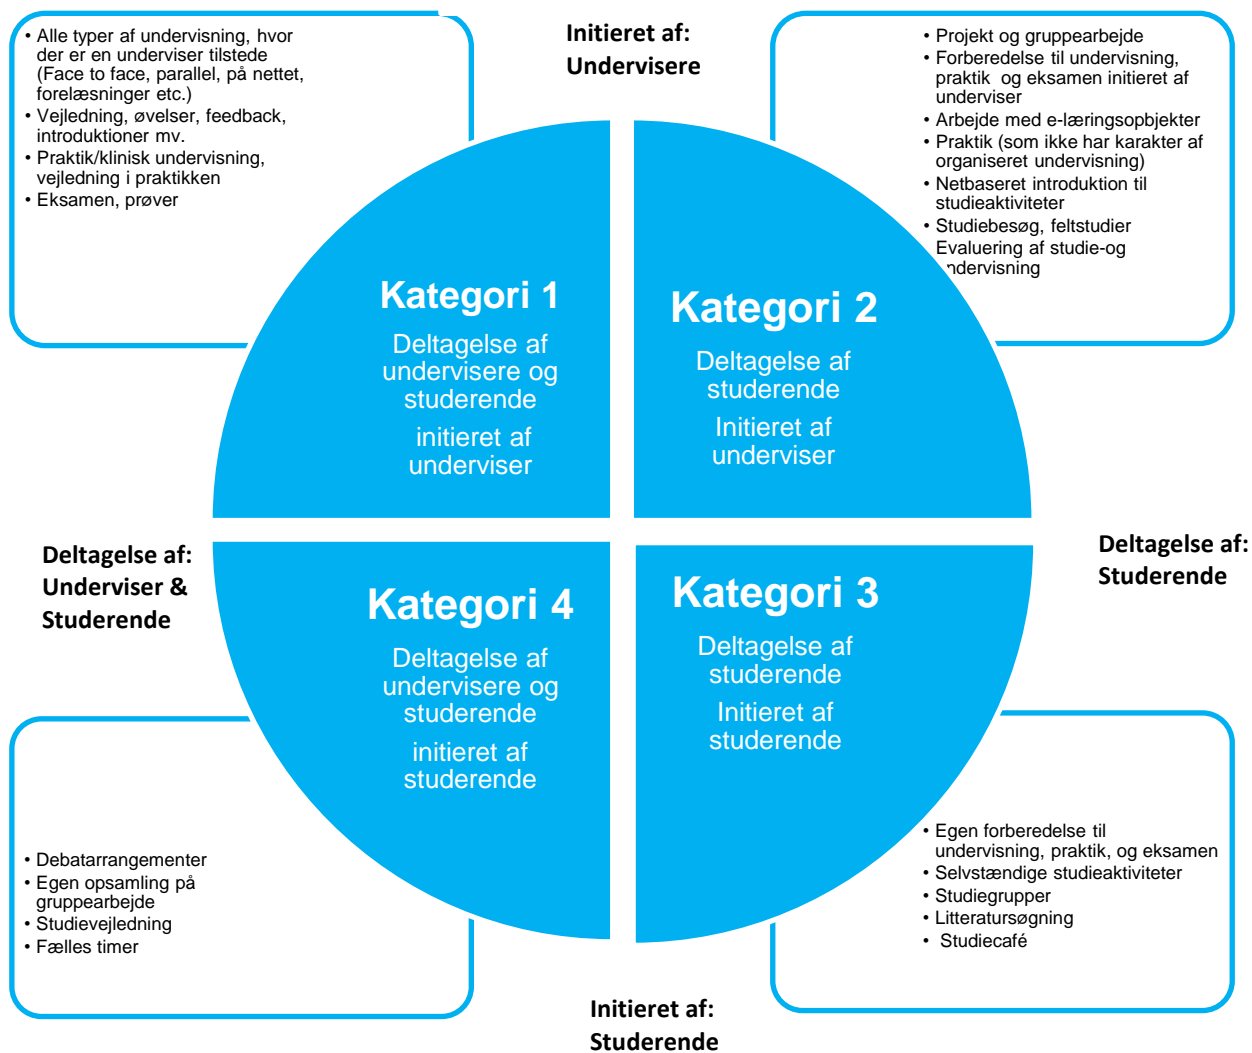 • Alle typer af undervisning, hvor
der er en underviser tilstede
(Face to face, parallel, på nettet,
forelæsninger etc.)
• Vejledning, øvelser, feedback,
introduktioner mv.
• Praktik/klinisk undervisning,
vejledning i praktikken
• Eksamen, prøver
Initieret af:
Undervisere
• Projekt og gruppearbejde
• Forberedelse til undervisning,
praktik og eksamen initieret af
underviser
• Arbejde med e-læringsopbjekter
• Praktik (som ikke har karakter af
organiseret undervisning)
• Netbaseret introduktion til
studieaktiviteter
• Studiebesøg, feltstudier
Evaluering af studie-og
undervisning
Kategori 1
Deltagelse af
undervisere og
studerende
initieret af
underviser
Kategori 2
Deltagelse af
studerende
Initieret af
underviser
Deltagelse af:
Underviser &
Studerende
Deltagelse af:
Studerende
Kategori 4
Deltagelse af
undervisere og
studerende
initieret af
studerende
Kategori 3
Deltagelse af
studerende
Initieret af
studerende
• Debatarrangementer
• Egen opsamling på
gruppearbejde
• Studievejledning
• Fælles timer
• Egen forberedelse til
undervisning, praktik, og eksamen
• Selvstændige studieaktiviteter
• Studiegrupper
• Litteratursøgning
• Studiecafé
Initieret af:
Studerende